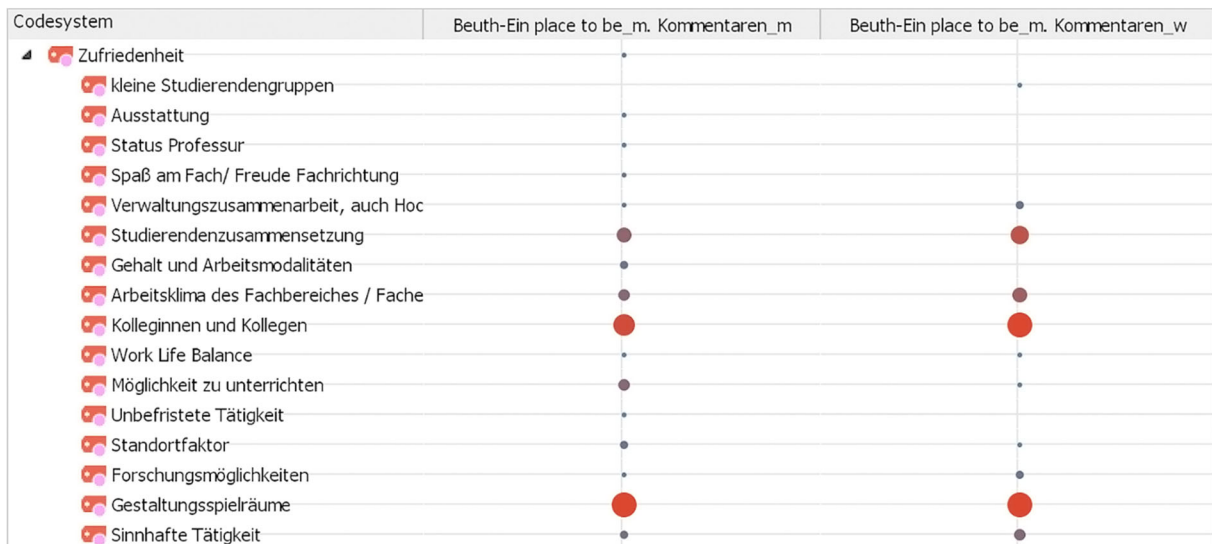 Codesystem Beuth-Ein place to be_m. Kommentaren_m Beuth-Ein place to be_m. Kommentaren_w
Zufriedenheit
kleine Studierendengruppen
Ausstattung
Status Professur
Spaß am Fach/ Freude Fachrichtung
Verwaltungszusammenarbeit, auch Hoc
Studierendenzusammensetzung
Gehalt und Arbeitsmodalitäten
Arbeitsklima des Fachbereiches / Fache
Kolleginnen und Kollegen
Work Life Balance
Möglichkeit zu unterrichten
Unbefristete Tätigkeit
Standortfaktor
Forschungsmöglichkeiten
Gestaltungsspielräume
Sinnhafte Tätigkeit